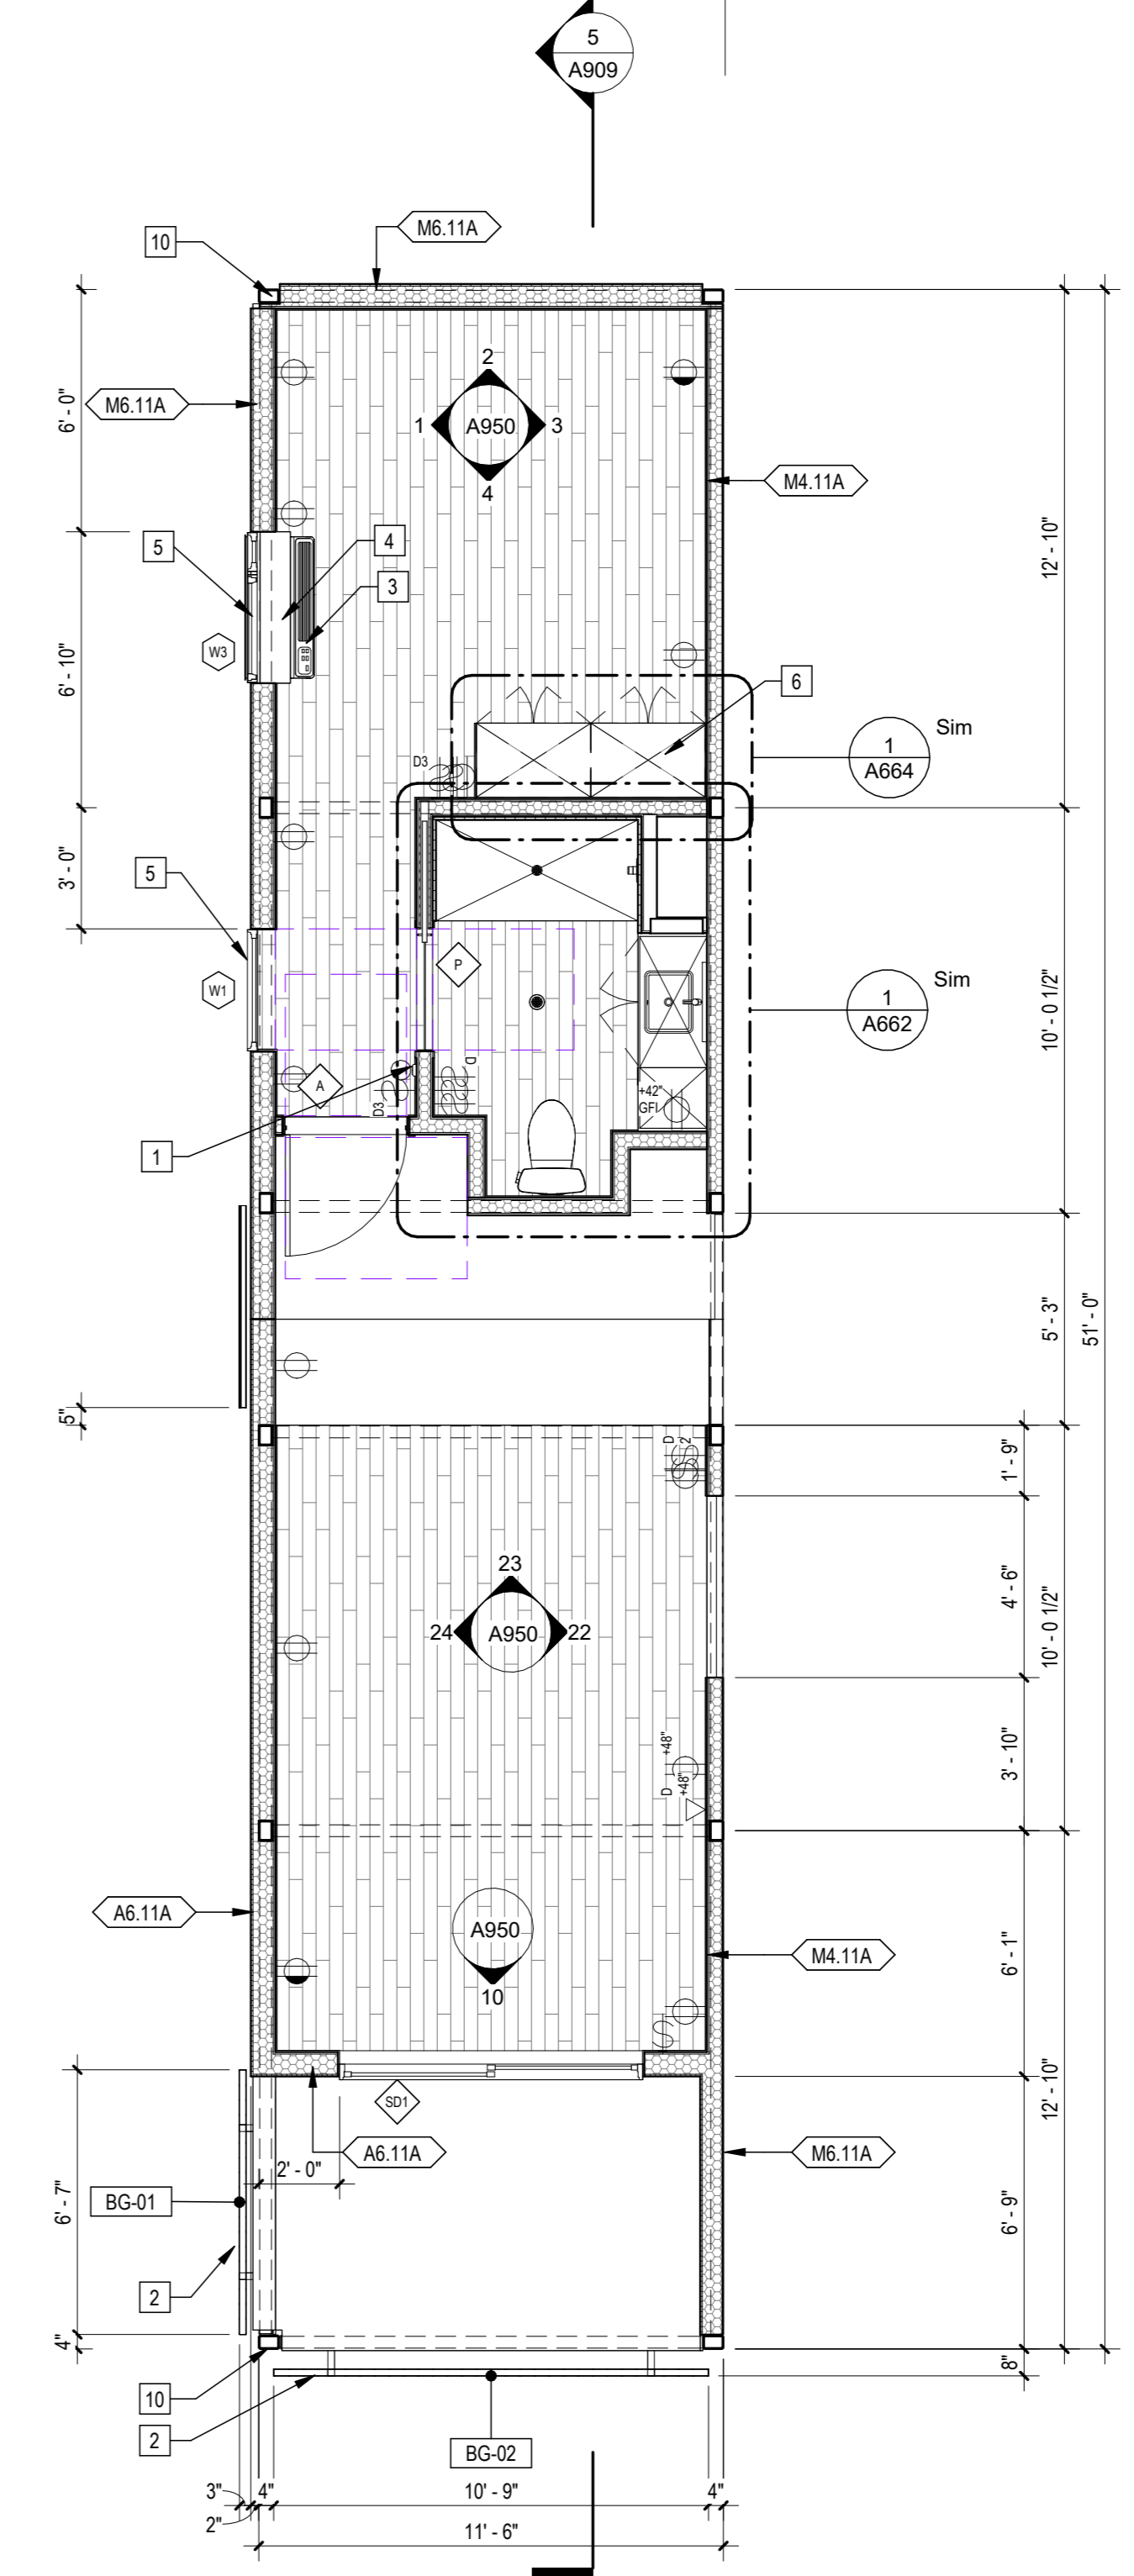 5
A909
M6.11A
10
M6.11A
6' - 0"
2
1 A950 3
4
M4.11A
12' - 10"
5
4
3
W3
6' - 10"
6
Sim
1
A664
D3
3' - 0"
5
P
W1
Sim
1
A662
10' - 0 1/2"
A
D3
D
+42"
GFI
1
5' - 3"
51' - 0"
5"
D
2
1' - 9"
23
24 A950 22
4' - 6"
10' - 0 1/2"
+48"
D
+48"
3' - 10"
A6.11A
A950
10
M4.11A
6' - 1"
SD1
A6.11A
M6.11A
12' - 10"
2' - 0"
6' - 7"
BG-01
2
6' - 9"
4"
10
2
8"
BG-02
3"
2"
4"
10' - 9"
4"
11' - 6"